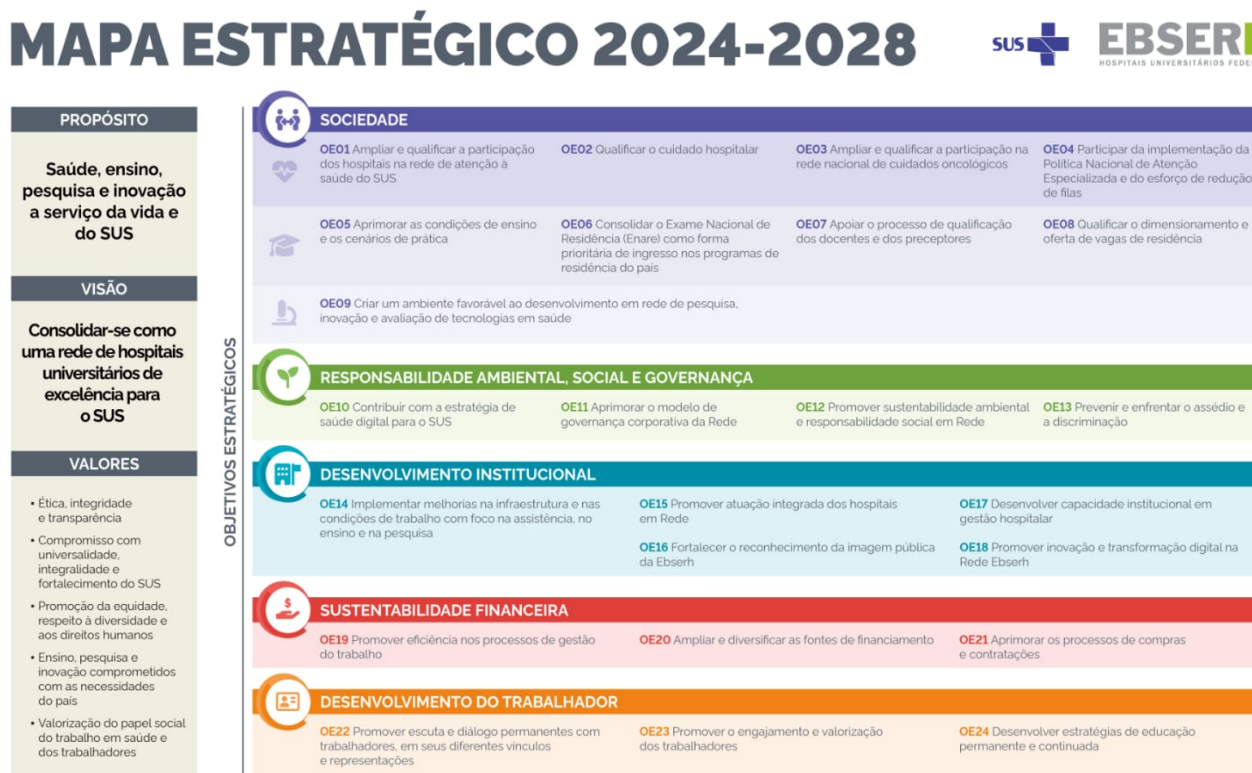 MAPA ESTRATÉGICO 2024-2028
SUS
EBSER
HOSPITAIS UNIVERSITÁRIOS
PROPÓSITO
Saúde, ensino,
pesquisa e inovação
a serviço da vida e
do SUS
VISÃO
Consolidar-se como
uma rede de hospitais
universitários de
excelência para
o SUS
VALORES
• Ética, integridade
e transparência
• Compromisso com
universalidade,
integralidade e
fortalecimento do SUS
• Promoção da equidade,
respeito à diversidade e
aos direitos humanos
• Ensino, pesquisa e
inovação comprometidos
com as necessidades
do país
• Valorização do papel social
do trabalho em saúde e
dos trabalhadores
OBJETIVOS ESTRATÉGICOS
SOCIEDADE
OE01 Ampliar e qualificar a participação
dos hospitais na rede de atenção à
saúde do SUS
OE02 Qualificar o cuidado hospitalar
OE03 Ampliar e qualificar a participação na
rede nacional de cuidados oncológicos
OE04 Participar da implementação da
Política Nacional de Atenção
Especializada e do esforço de redução
de filas
OE05 Aprimorar as condições de ensino
e os cenários de prática
OE06 Consolidar o Exame Nacional de
Residência (Enare) como forma
prioritária de ingresso nos programas de
residência do país
OE07 Apoiar o processo de qualificação
dos docentes e dos preceptores
OE08 Qualificar o dimensionamento e
oferta de vagas de residência
OE09 Criar um ambiente favorável ao desenvolvimento em rede de pesquisa,
inovação e avaliação de tecnologias em saúde
RESPONSABILIDADE AMBIENTAL, SOCIAL E GOVERNANÇA
OE10 Contribuir com a estratégia de
saúde digital para o SUS
OE11 Aprimorar o modelo de
governança corporativa da Rede
OE12 Promover sustentabilidade ambiental
e responsabilidade social em Rede
OE13 Prevenir e enfrentar o assédio e
a discriminação
DESENVOLVIMENTO INSTITUCIONAL
OE14 Implementar melhorias na infraestrutura e nas
condições de trabalho com foco na assistência, no
ensino e na pesquisa
OE15 Promover atuação integrada dos hospitais
em Rede
OE16 Fortalecer o reconhecimento da imagem pública
da Ebserh
OE17 Desenvolver capacidade institucional em
gestão hospitalar
OE18 Promover inovação e transformação digital na
Rede Ebserh
SUSTENTABILIDADE FINANCEIRA
OE19 Promover eficiência nos processos de gestão
do trabalho
OE20 Ampliar e diversificar as fontes de financiamento
OE21 Aprimorar os processos de compras
e contratações
DESENVOLVIMENTO DO TRABALHADOR
OE22 Promover escuta e diálogo permanentes com
trabalhadores, em seus diferentes vínculos
e representações
OE23 Promover o engajamento e valorização
dos trabalhadores
OE24 Desenvolver estratégias de educação
permanente e continuada